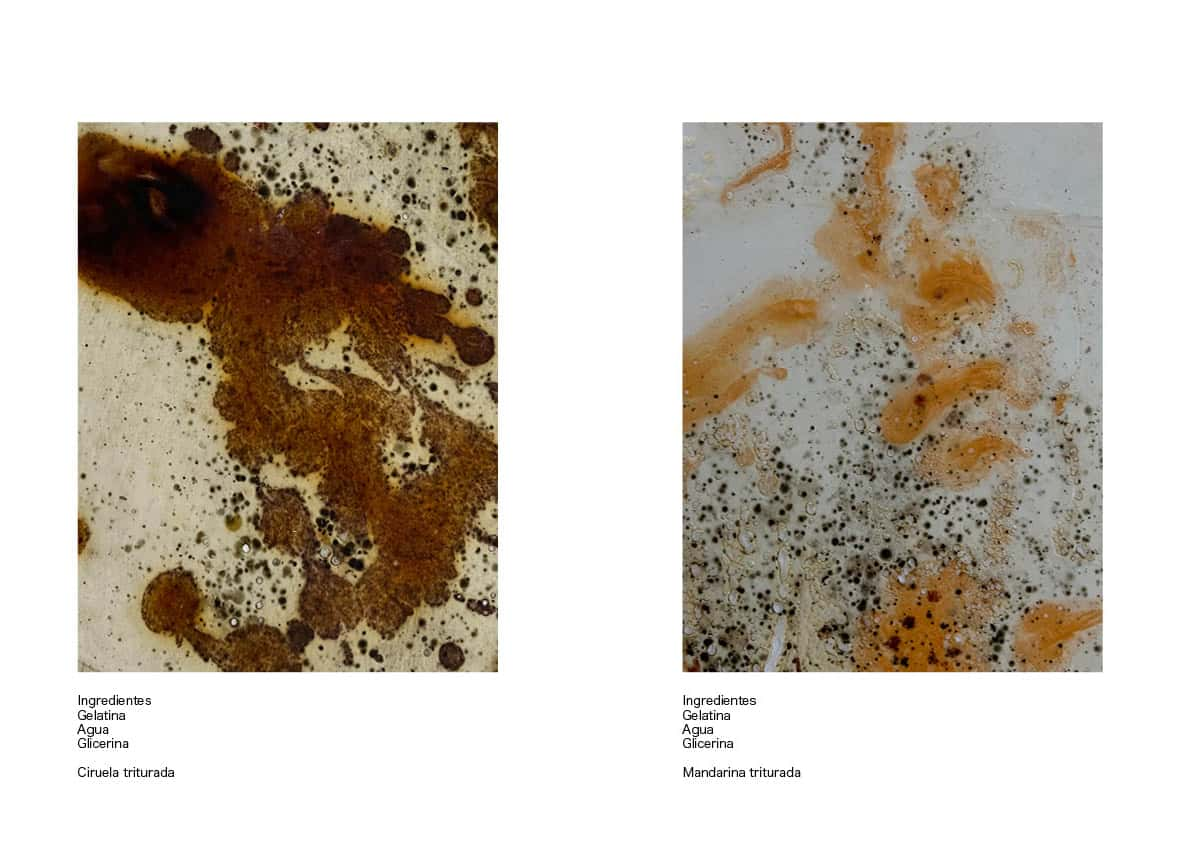 Ingredientes
Gelatina
Agua
Glicerina
Ciruela triturada
Ingredientes
Gelatina
Agua
Glicerina
Mandarina triturada